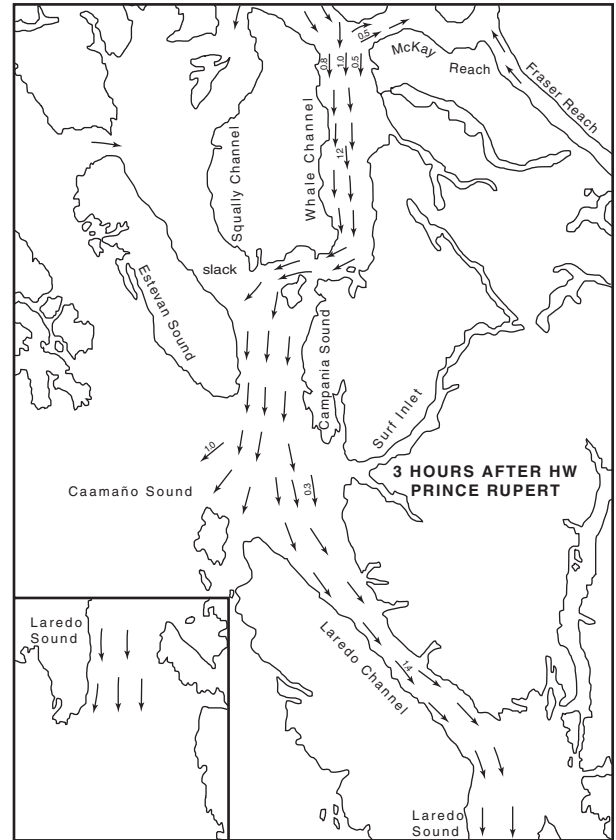 0.5
McKay
Reach
0.8
1.0
0.5
Fraser Reach
Squally Channel
Whale Channel
12
slack
Estevan Sound
Campania Sound
Surf Inlet
1.0
3 HOURS AFTER HW
PRINCE RUPERT
Caamaño Sound
0.3
Laredo
Sound
Laredo Channel
1.4
Laredo
Sound